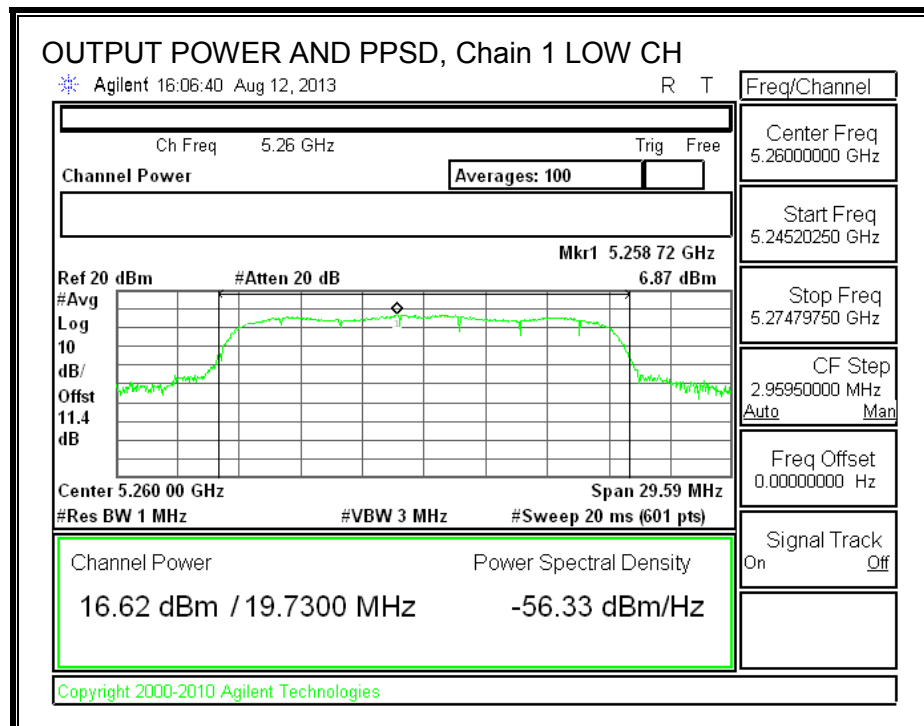 OUTPUT POWER AND PPSD, Chain 1 LOW CH
Agilent 16:06:40 Aug 12, 2013 R T
Freq/Channel
Ch Freq 5.26 GHz Trig Free
Channel Power Averages: 100
Center Freq
5.26000000 GHz
Start Freq
5.24520250 GHz
Mkr1 5.258 72 GHz
Ref 20 dBm #Atten 20 dB 6.87 dBm
#Avg
Log
10
dB/
Offst
11.4
dB
Stop Freq
5.27479750 GHz
CF Step
2.95950000 MHz
Auto Man
Freq Offset
0.00000000 Hz
Center 5.260 00 GHz Span 29.59 MHz
#Res BW 1 MHz #VBW 3 MHz #Sweep 20 ms (601 pts)
Signal Track
On Off
Channel Power Power Spectral Density
16.62 dBm / 19.7300 MHz -56.33 dBm/Hz
Copyright 2000-2010 Agilent Technologies